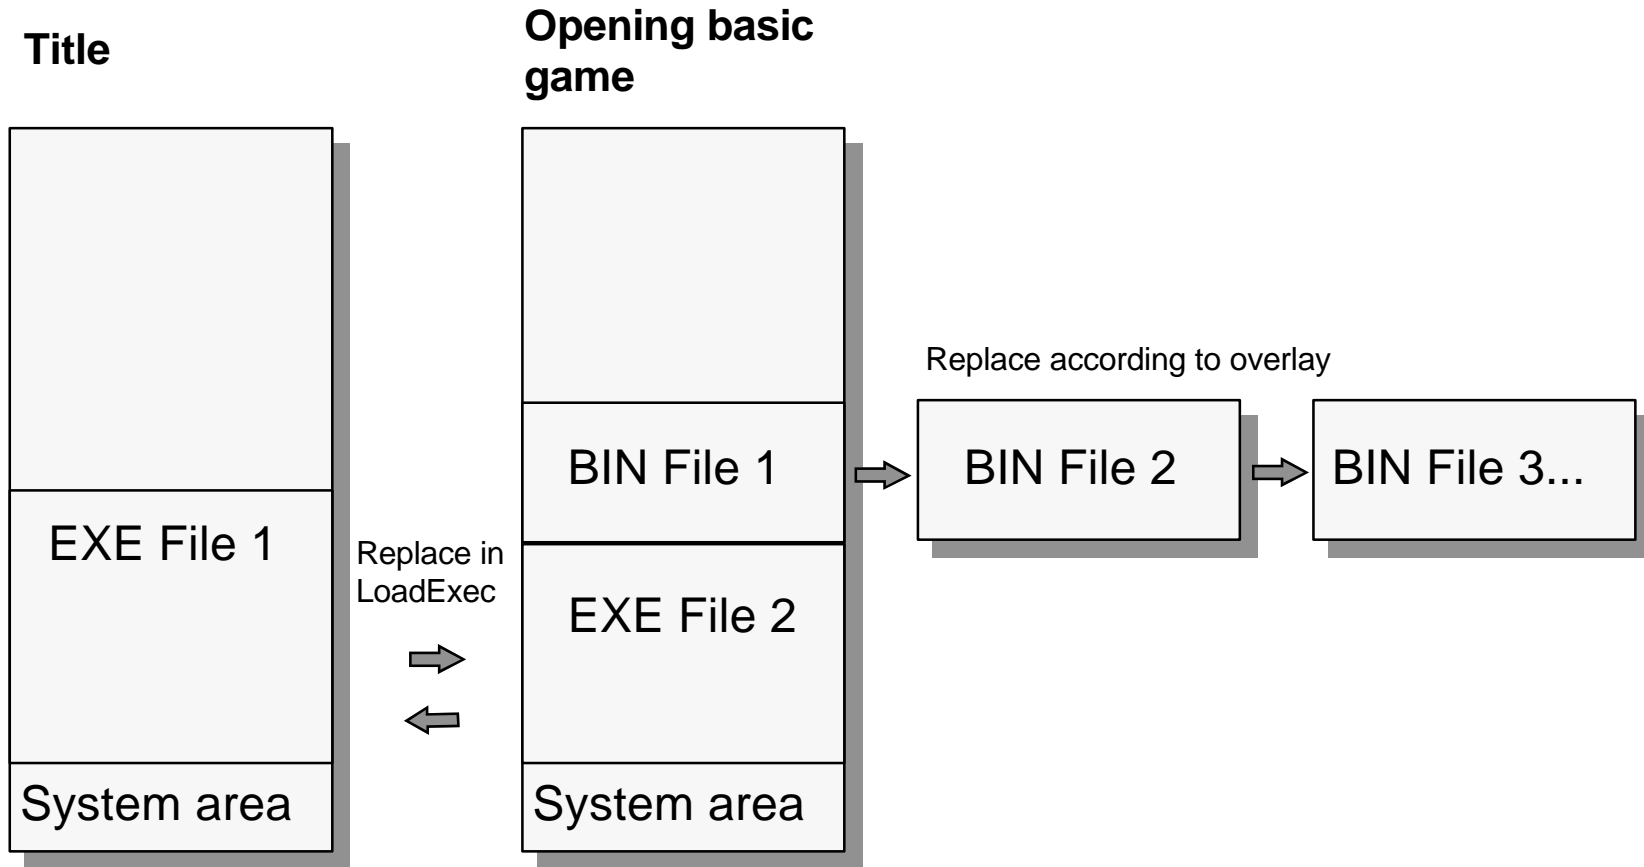 Title
Opening basic
game
Replace according to overlay
BIN File 1
BIN File 2
BIN File 3...
EXE File 1
Replace in
LoadExec
EXE File 2
System area
System area